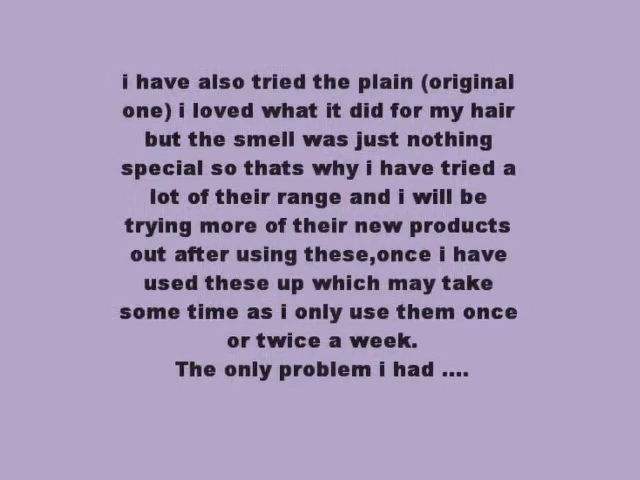 i have also tried the plain (original
one) i loved what it did for my hair
but the smell was just nothing
special so thats why i have tried a
lot of their range and i will be
trying more of their new products
out after using these,once i have
used these up which may take
some time as i only use them once
or twice a week.
The only problem i had ....